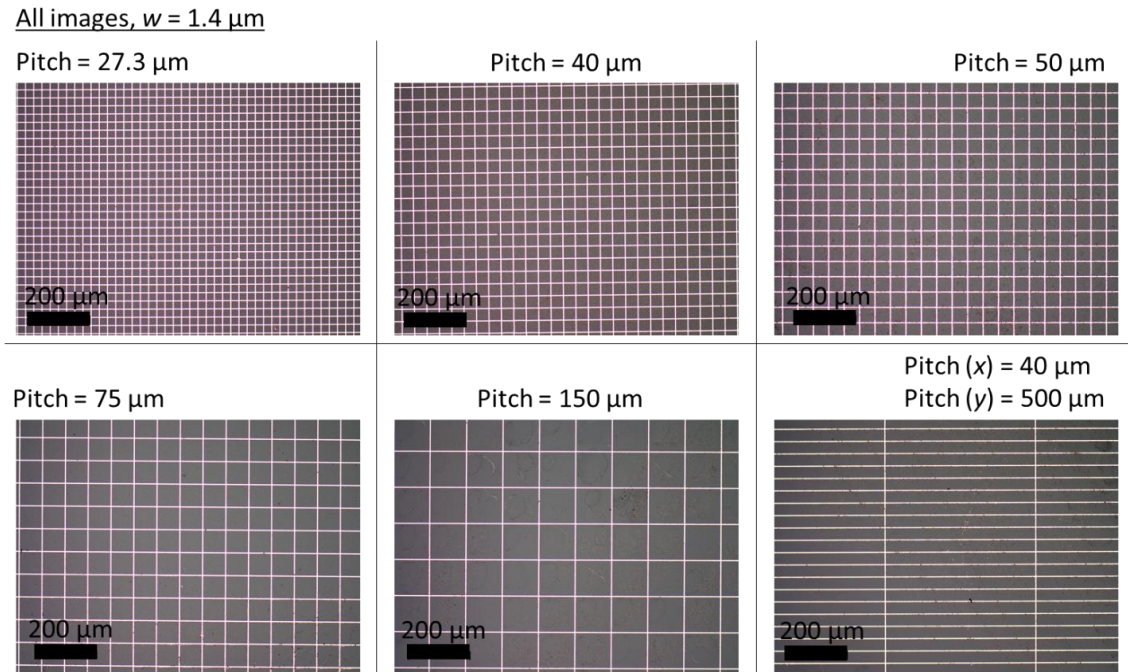 All images, w = 1.4 µm
Pitch = 27.3 µm
Pitch = 40 µm
Pitch = 50 µm
200 µm
200 µm
200 µm
Pitch = 75 µm
Pitch = 150 µm
Pitch (x) = 40 µm
Pitch (y) = 500 µm
200 µm
200 µm
200 µm